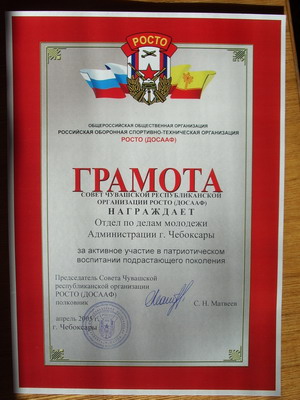 РОСТО
ОБЩЕРОССИЙСКАЯ ОБЩЕСТВЕННАЯ ОРГАНИЗАЦИЯ
РОССИЙСКАЯ ОБОРОННАЯ СПОРТИВНО-ТЕХНИЧЕСКАЯ ОРГАНИЗАЦИЯ
РОСТО (ДОСААФ)
ГРАМОТА
СОВЕТ ЧУВАШСКОЙ РЕСПУБЛИКАНСКОЙ
ОРГАНИЗАЦИИ РОСТО (ДОСААФ)
НАГРАЖДАЕТ
Отдел по делам молодежи
Администрации г. Чебоксары
за активное участие в патриотическом
воспитании подрастающего поколения
Председатель Совета Чувашской
республиканской организации
РОСТО (ДОСААФ)
полковник
С. Н. Матвеев
апрель 2005 г.
г. Чебоксары